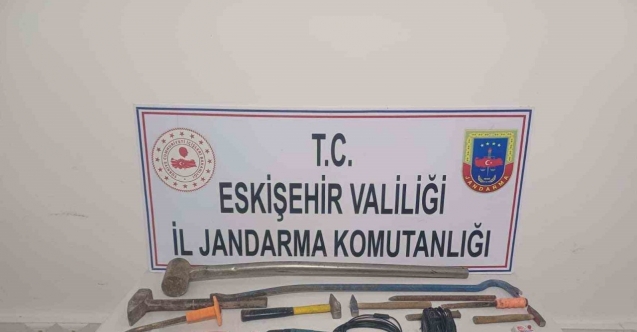 T.C.
ESKİŞEHİR VALİLİĞİ
İL JANDARMA KOMUTANLIĞI
JANDARMA